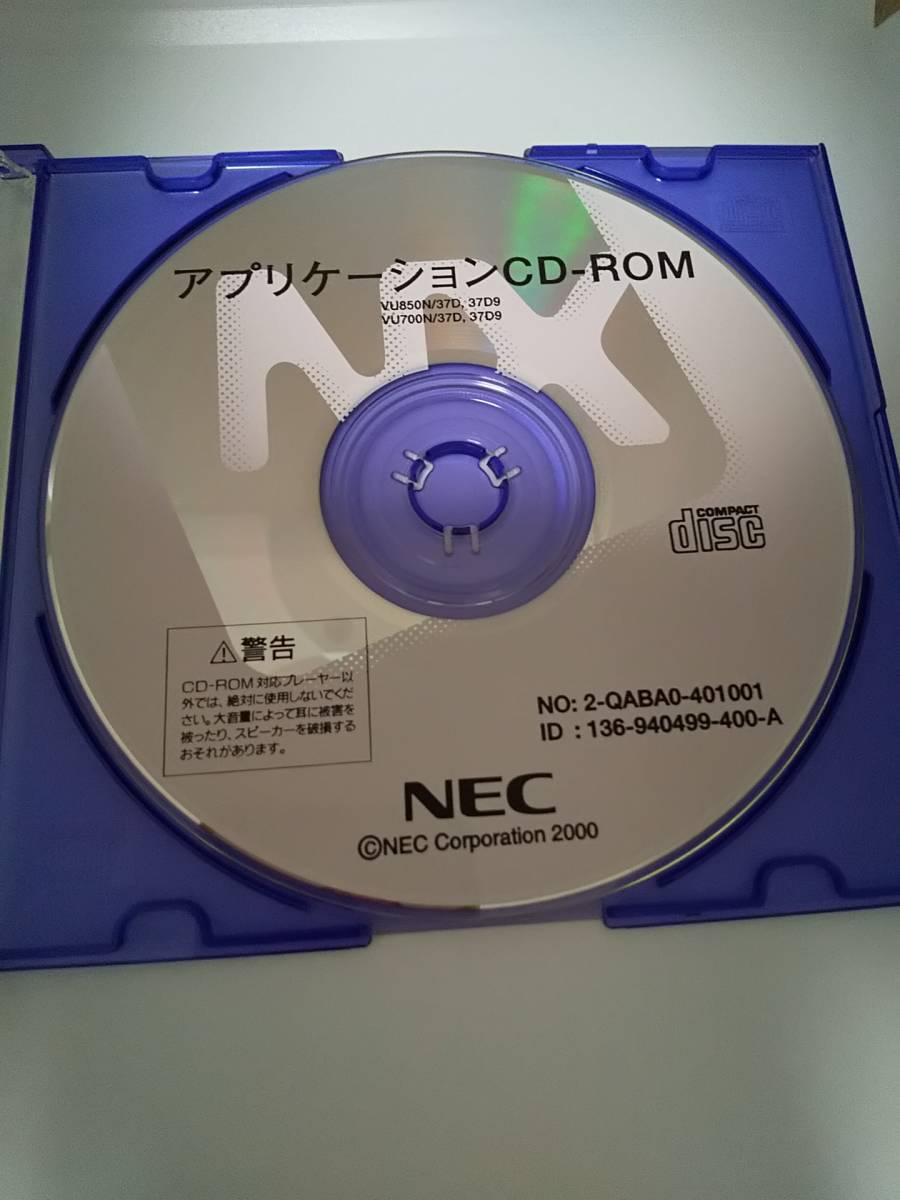 アプリケーションCD-ROM
VU850N/37D, 37D9
VU700N/37D, 37D9
NX
COMPACT
disc
⚠警告
CD-ROM対応プレーヤー以
外では、絶対に使用しないでくだ
さい。大音量によって耳に被害を
被ったり、スピーカーを破損する
おそれがあります。
NO: 2-QABA0-401001
ID : 136-940499-400-A
NEC
©NEC Corporation 2000